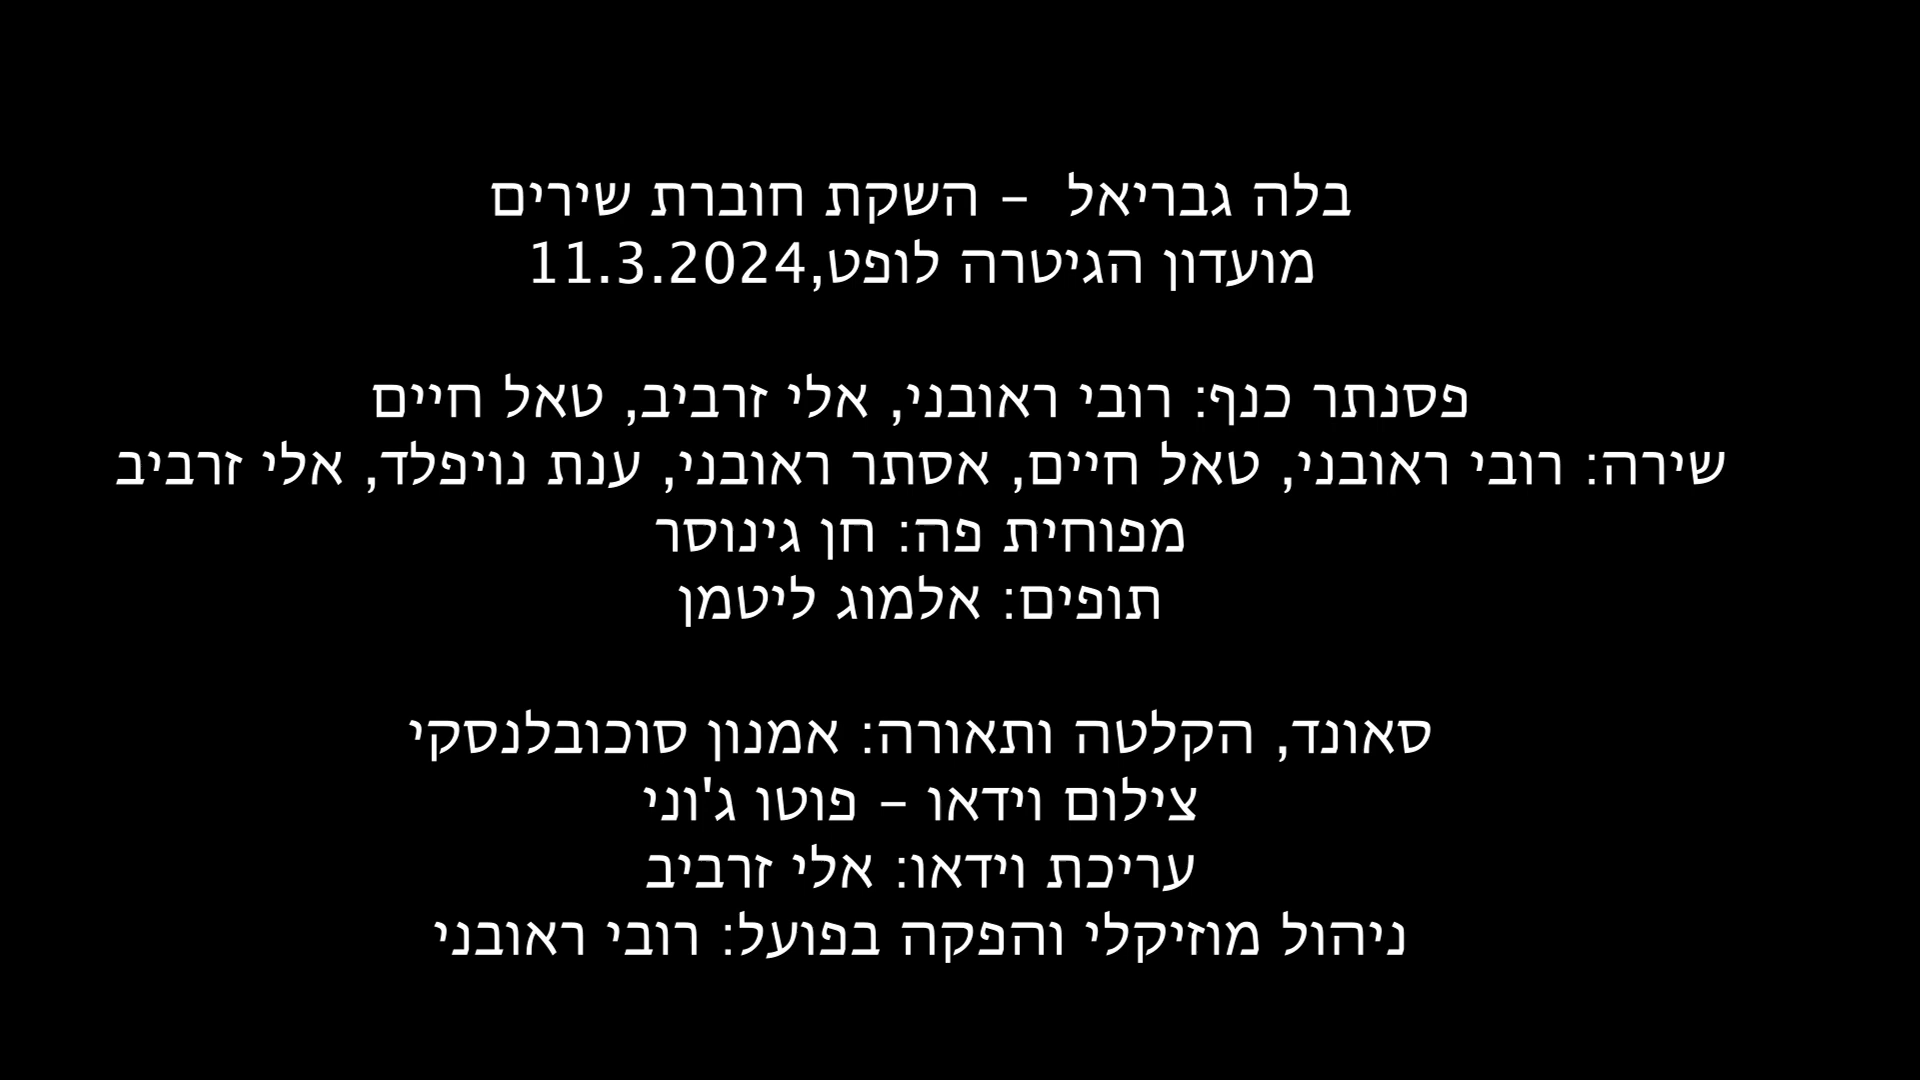 בלה גבריאל – השקת חוברת שירים
מועדון הגיטרה לופט,11.3.2024
פסנתר כנף: רובי ראובני, אלי זרביב, טאל חיים
שירה: רובי ראובני, טאל חיים, אסתר ראובני, ענת נויפלד, אלי זרביב
מפוחית פה: חן גינוסר
תופים: אלמוג ליטמן
סאונד, הקלטה ותאורה: אמנון סוכובלנסקי
צילום וידאו – פוטו ג'וני
עריכת וידאו: אלי זרביב
ניהול מוזיקלי והפקה בפועל: רובי ראובני